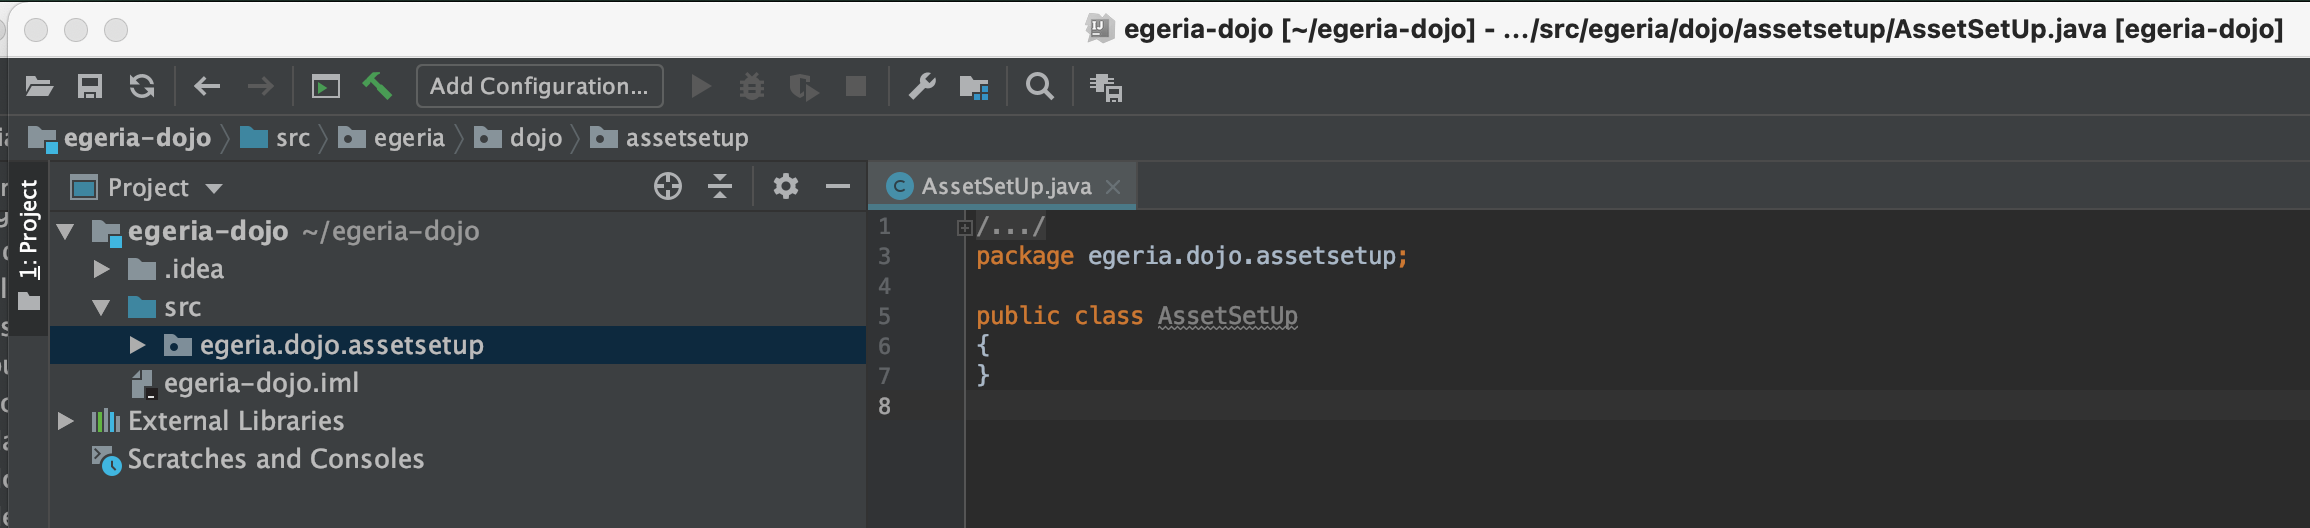 egeria-dojo [~/egeria-dojo] - .../src/egeria/dojo/assetsetup/AssetSetUp.java [egeria-dojo]
Add Configuration...
egeria-dojo src egeria dojo assetsetup
1: Project
Project
egeria-dojo ~/egeria-dojo
.idea
src
egeria.dojo.assetsetup
egeria-dojo.iml
External Libraries
Scratches and Consoles
AssetSetUp.java
1 /.../
3 package egeria.dojo.assetsetup;
4
5 public class AssetSetUp
6 {
7 }
8